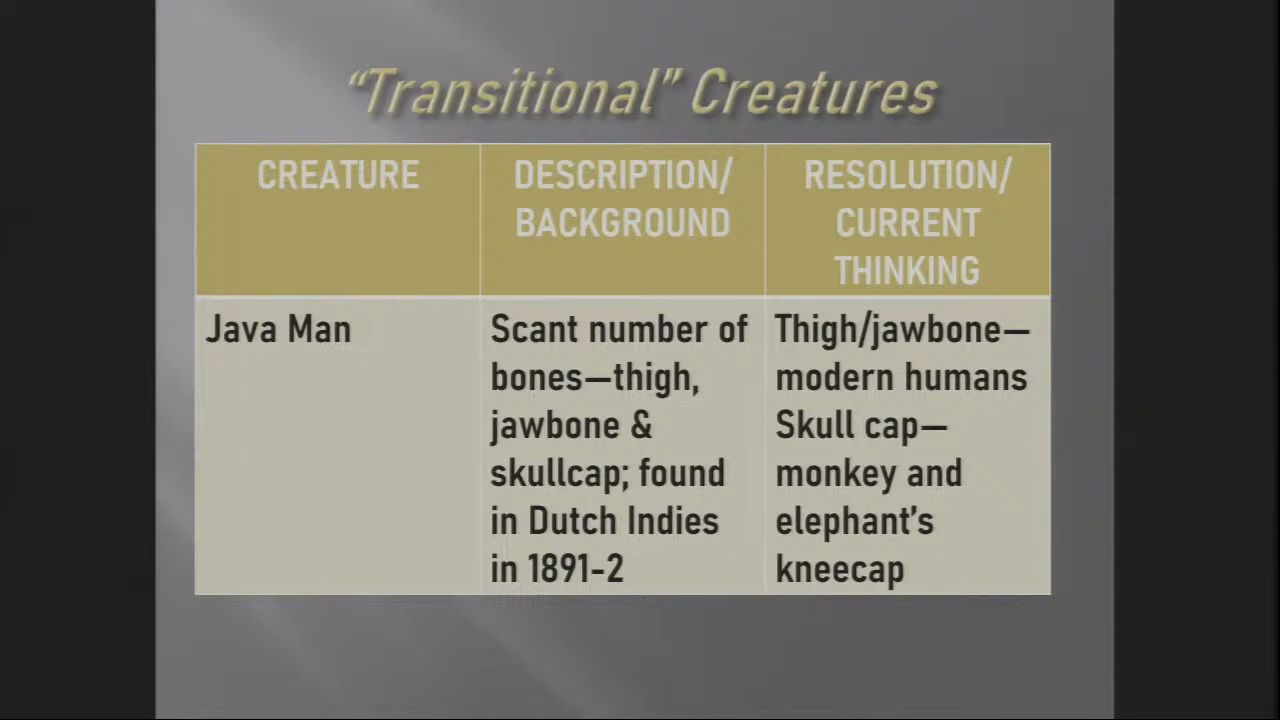 “Transitional” Creatures
CREATURE
DESCRIPTION/
BACKGROUND
RESOLUTION/
CURRENT
THINKING
Java Man
Scant number of
bones—thigh,
jawbone &
skullcap; found
in Dutch Indies
in 1891-2
Thigh/jawbone—
modern humans
Skull cap—
monkey and
elephant’s
kneecap